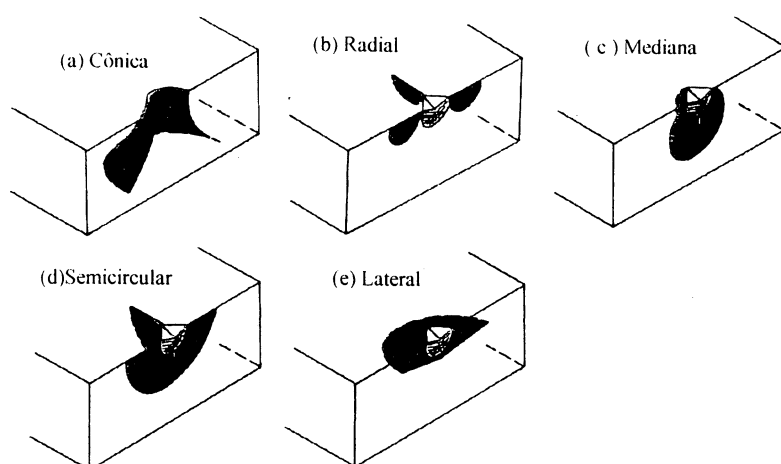 (a) Cônica
(b) Radial
( c ) Mediana
(d)Semicircular
(e) Lateral